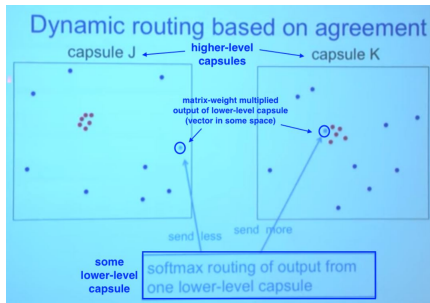 Dynamic routing based on agreement
capsule J
higher-level
capsules
capsule K
matrix-weight multiplied
output of lower-level capsule
(vector in some space)
send less
send more
some
lower-level
capsule
softmax routing of output from
one lower-level capsule